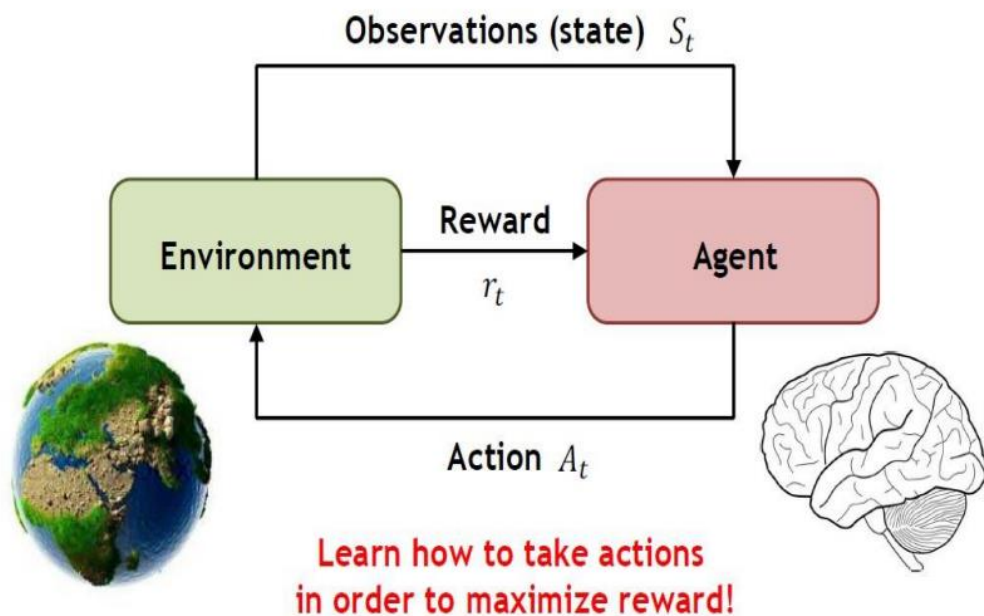 Observations (state) Sₜ
Environment
Reward
rₜ
Agent
Action Aₜ
Learn how to take actions
in order to maximize reward!